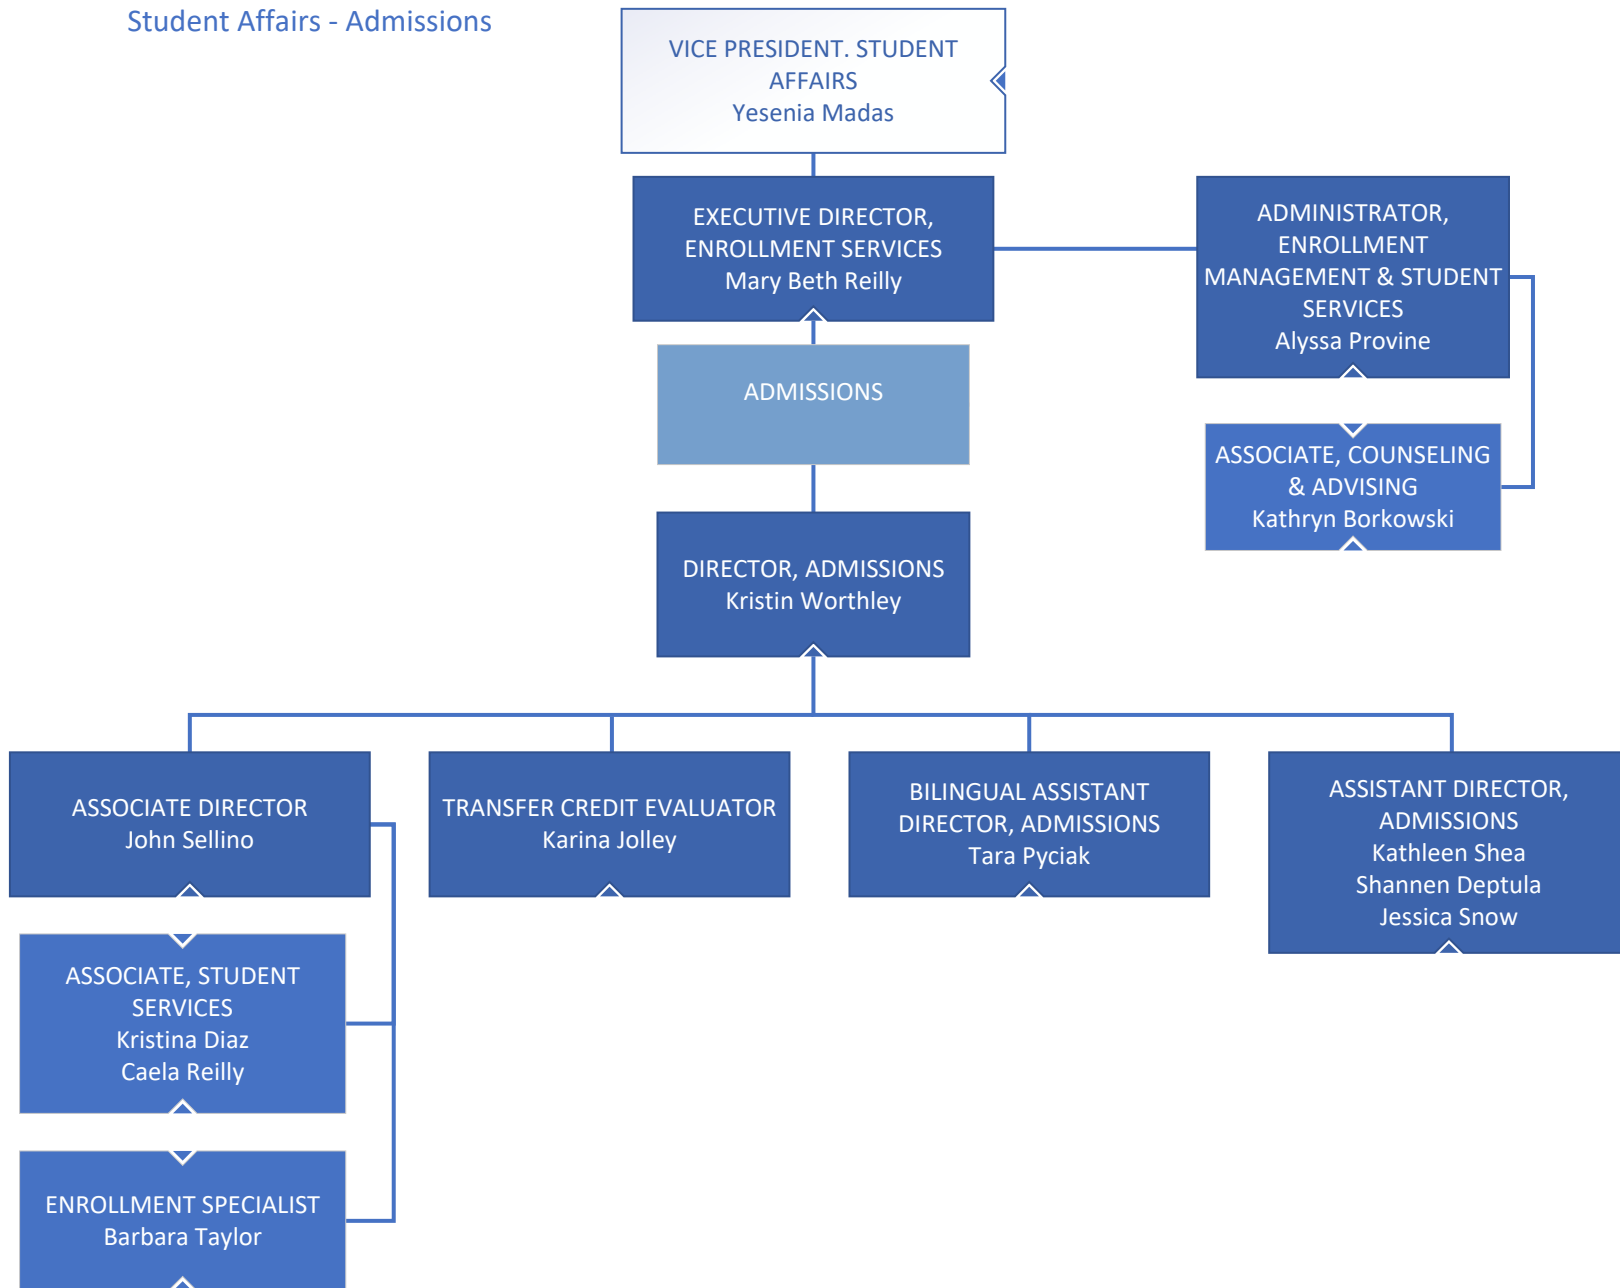 Student Affairs - Admissions
VICE PRESIDENT. STUDENT
AFFAIRS
Yesenia Madas
EXECUTIVE DIRECTOR,
ENROLLMENT SERVICES
Mary Beth Reilly
ADMINISTRATOR,
ENROLLMENT
MANAGEMENT & STUDENT
SERVICES
Alyssa Provine
ADMISSIONS
ASSOCIATE, COUNSELING
& ADVISING
Kathryn Borkowski
DIRECTOR, ADMISSIONS
Kristin Worthley
ASSOCIATE DIRECTOR
John Sellino
TRANSFER CREDIT EVALUATOR
Karina Jolley
BILINGUAL ASSISTANT
DIRECTOR, ADMISSIONS
Tara Pyciak
ASSISTANT DIRECTOR,
ADMISSIONS
Kathleen Shea
Shannen Deptula
Jessica Snow
ASSOCIATE, STUDENT
SERVICES
Kristina Diaz
Caela Reilly
ENROLLMENT SPECIALIST
Barbara Taylor